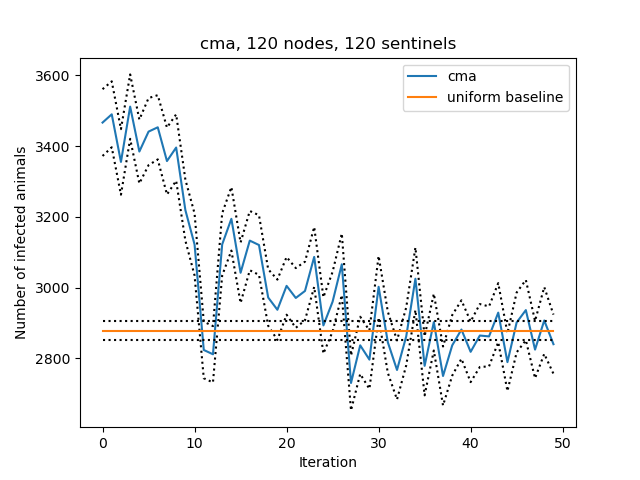 cma, 120 nodes, 120 sentinels
cma
uniform baseline
3600
3400
3200
3000
2800
Number of infected animals
0 10 20 30 40 50
Iteration